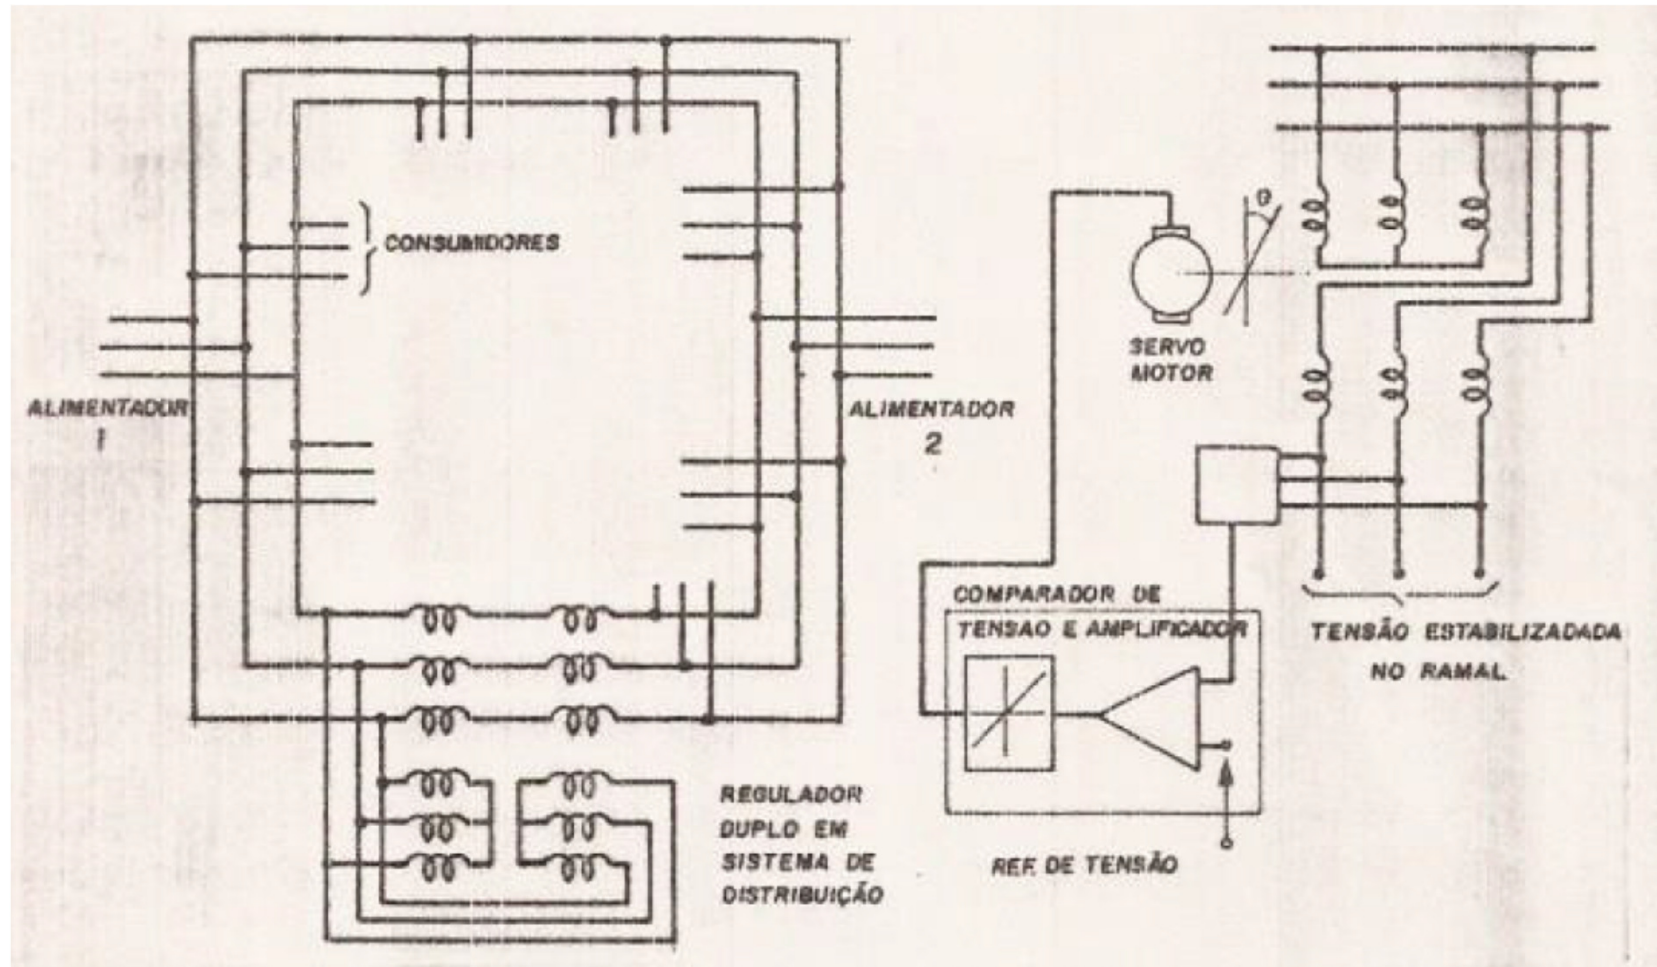 CONSUMIDORES
ALIMENTADOR
1
ALIMENTADOR
2
REGULADOR
DUPLO EM
SISTEMA DE
DISTRIBUIÇÃO
θ
SERVO
MOTOR
COMPARADOR DE
TENSAO E AMPLIFICADOR
REF. DE TENSÃO
TENSÃO ESTABILIZADADA
NO RAMAL